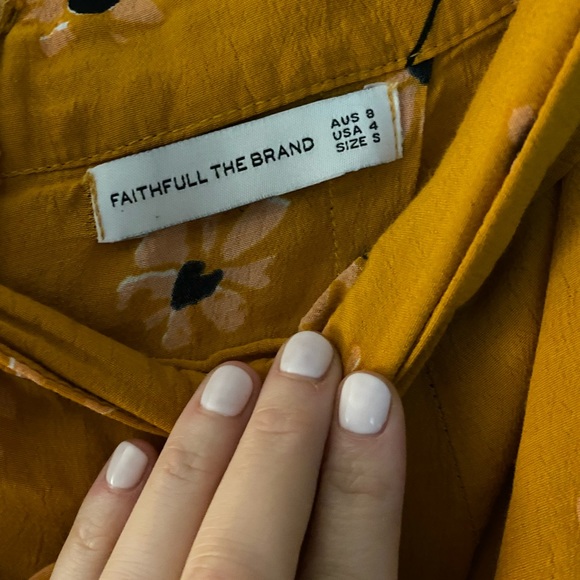 FAITHFULL THE BRAND
AUS 8
USA 4
SIZE S